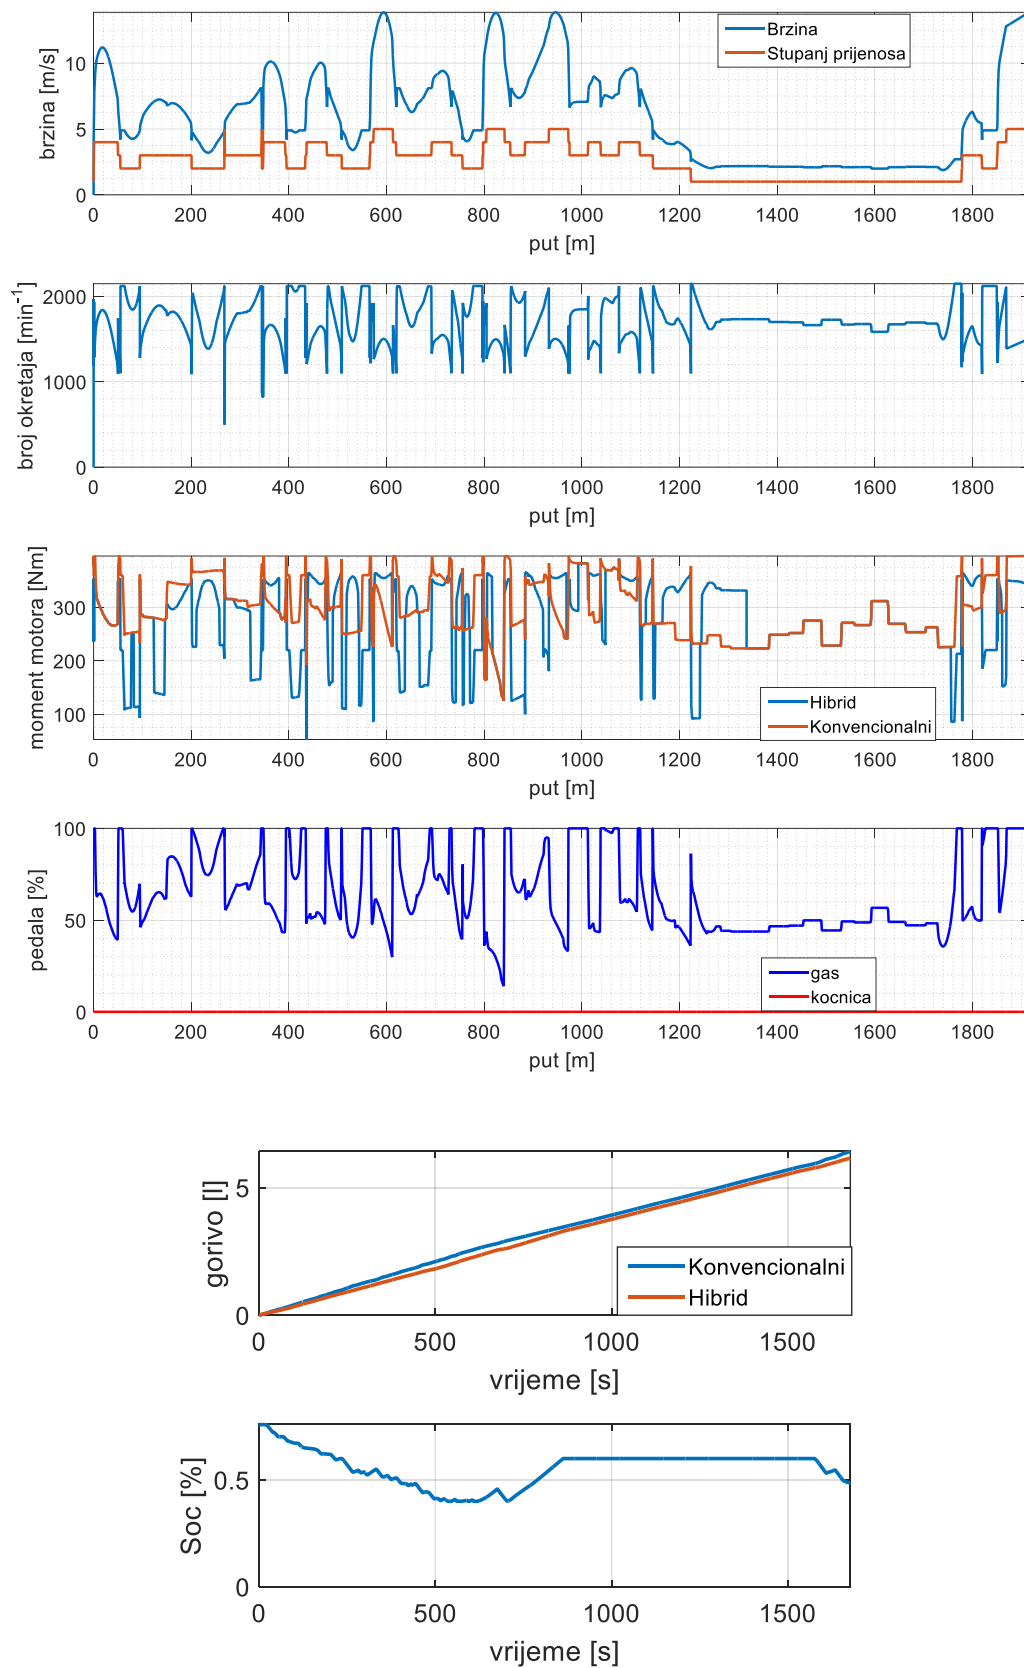 brzina [m/s]
10
5
0
Brzina
Stupanj prijenosa
0 200 400 600 800 1000 1200 1400 1600 1800
put [m]
broj okretaja [min-1]
2000
1000
0
0 200 400 600 800 1000 1200 1400 1600 1800
put [m]
moment motora [Nm]
300
200
100
Hibrid
Konvencionalni
0 200 400 600 800 1000 1200 1400 1600 1800
put [m]
pedala [%]
100
50
0
gas
kocnica
0 200 400 600 800 1000 1200 1400 1600 1800
put [m]
gorivo [l]
5
0
Konvencionalni
Hibrid
0 500 1000 1500
vrijeme [s]
Soc [%]
0.5
0
0 500 1000 1500
vrijeme [s]